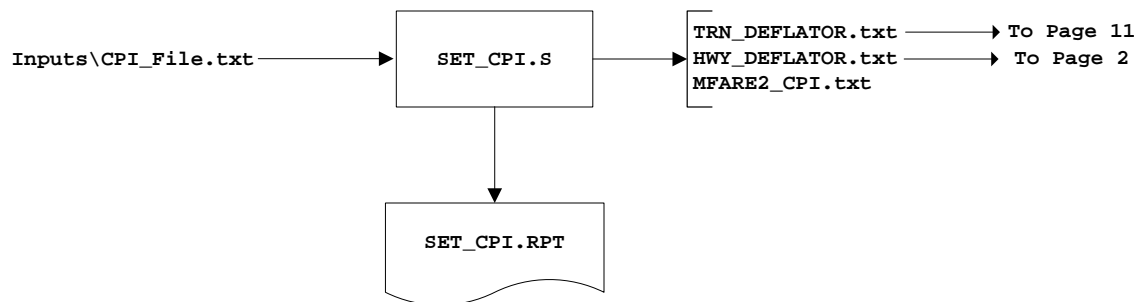 TRN_DEFLATOR.txt To Page 11
Inputs\CPI_File.txt SET_CPI.S HWY_DEFLATOR.txt To Page 2
MFARE2_CPI.txt
SET_CPI.RPT